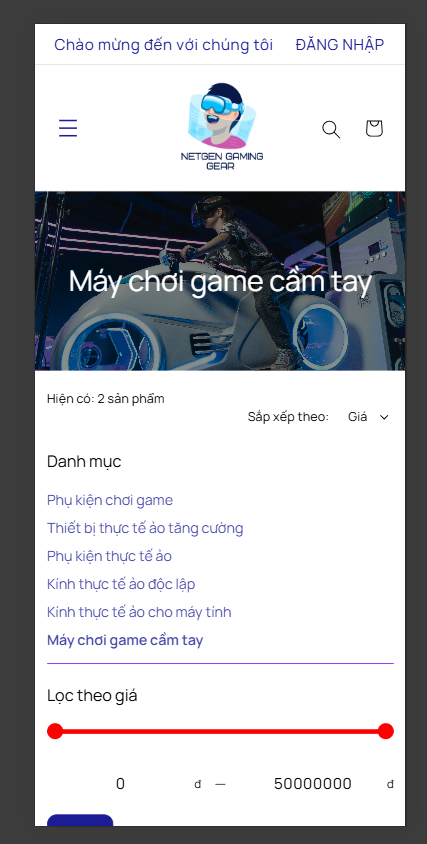 Chào mừng đến với chúng tôi ĐĂNG NHẬP
NETGEN GAMING
GEAR
Máy chơi game cầm tay
Hiện có: 2 sản phẩm
Sắp xếp theo: Giá
Danh mục
Phụ kiện chơi game
Thiết bị thực tế ảo tăng cường
Phụ kiện thực tế ảo
Kính thực tế ảo độc lập
Kính thực tế ảo cho máy tính
Máy chơi game cầm tay
Lọc theo giá
0 đ — 50000000 đ